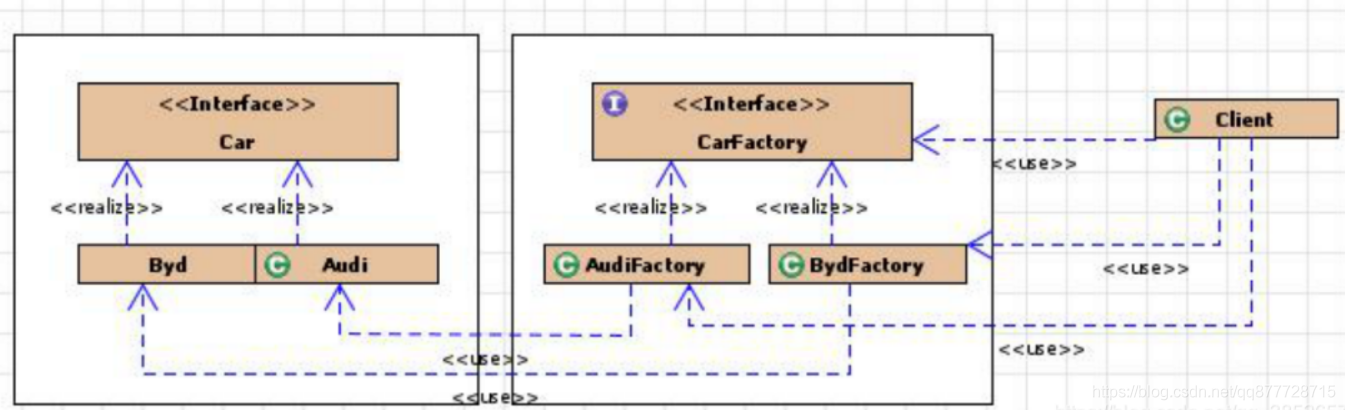 <<Interface>>
Car
<<realize>>
<<realize>>
Byd
C
Audi
I
<<Interface>>
CarFactory
<<realize>>
<<realize>>
C
AudiFactory
C
BydFactory
C
Client
<<use>>
<<use>>
<<use>>
<<use>>
<<use>>
https://blog.csdn.net/qq877728715